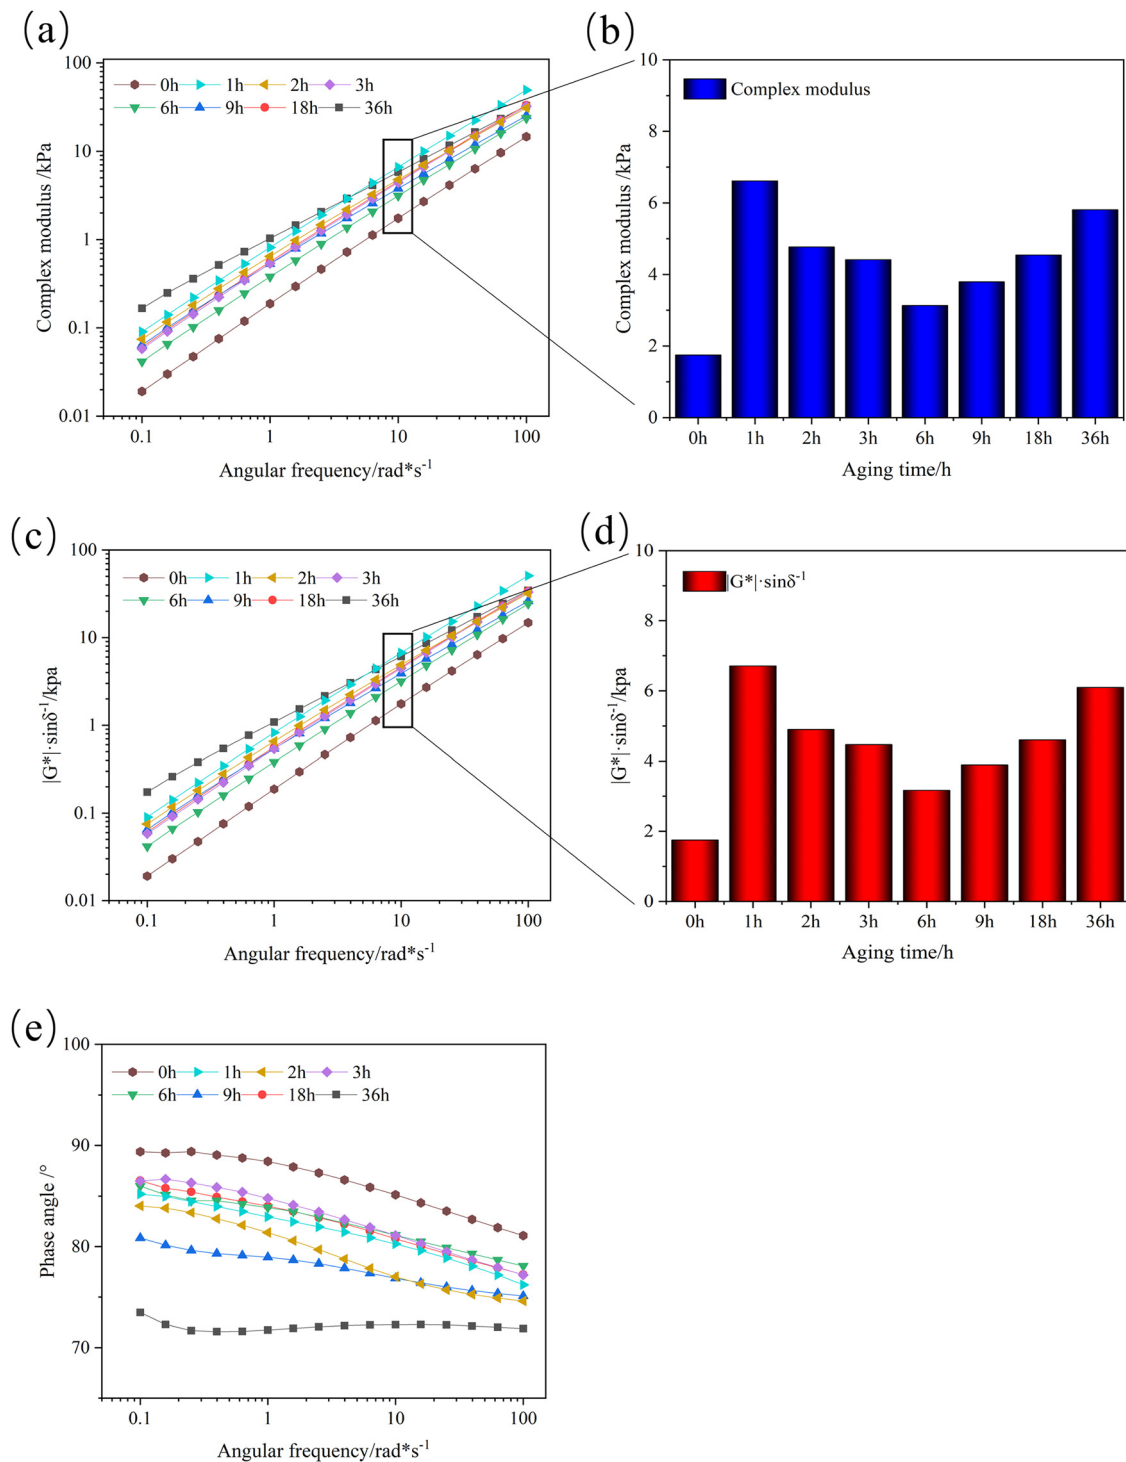 (a)
100
10
1
0.1
0.01
Complex modulus /kPa
0h 1h 2h 3h
6h 9h 18h 36h
0.1 1 10 100
Angular frequency/rad*s-1
(b)
10
8
6
4
2
0
Complex modulus /kPa
Complex modulus
0h 1h 2h 3h 6h 9h 18h 36h
Aging time/h
(c)
100
10
1
0.1
0.01
|G*|·sinδ-1/kpa
0h 1h 2h 3h
6h 9h 18h 36h
0.1 1 10 100
Angular frequency/rad*s-1
(d)
10
8
6
4
2
0
|G*|·sinδ-1/kpa
|G*|·sinδ-1
0h 1h 2h 3h 6h 9h 18h 36h
Aging time/h
(e)
100
90
80
70
Phase angle /°
0h 1h 2h 3h
6h 9h 18h 36h
0.1 1 10 100
Angular frequency/rad*s-1